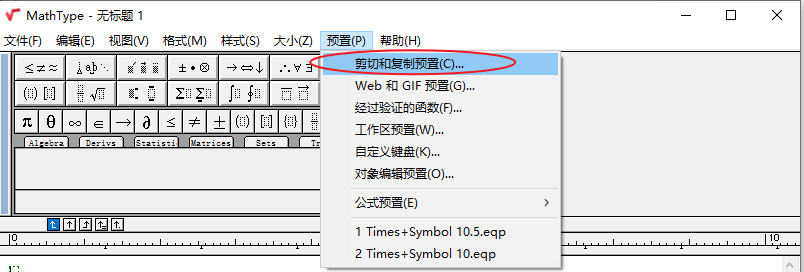 MathType - 无标题 1
文件(F) 编辑(E) 视图(V) 格式(M) 样式(S) 大小(Z) 预置(P) 帮助(H)
剪切和复制预置(C)...
Web 和 GIF 预置(G)...
经过验证的函数(F)...
工作区预置(W)...
自定义键盘(K)...
对象编辑预置(O)...
公式预置(E)
1 Times+Symbol 10.5.eqp
2 Times+Symbol 10.eqp
≤ ≠ ≈ ± • ⊗ → ⇔ ↓ ∴ ∀ ∃
π θ ∞ ∈ → ∂ ≤ ≠ ± (▯) [▯] {▯}
Algebra Derivs Statisti Matrices Sets Tr
0 10